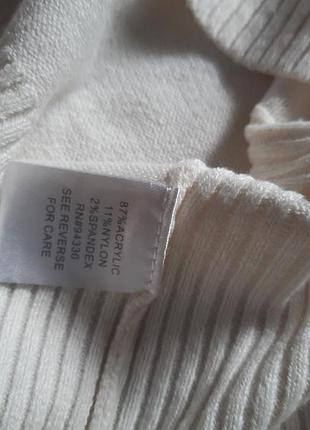 87%ACRYLIC
11%NYLON
2%SPANDEX
RN#94330
SEE REVERSE
FOR CARE